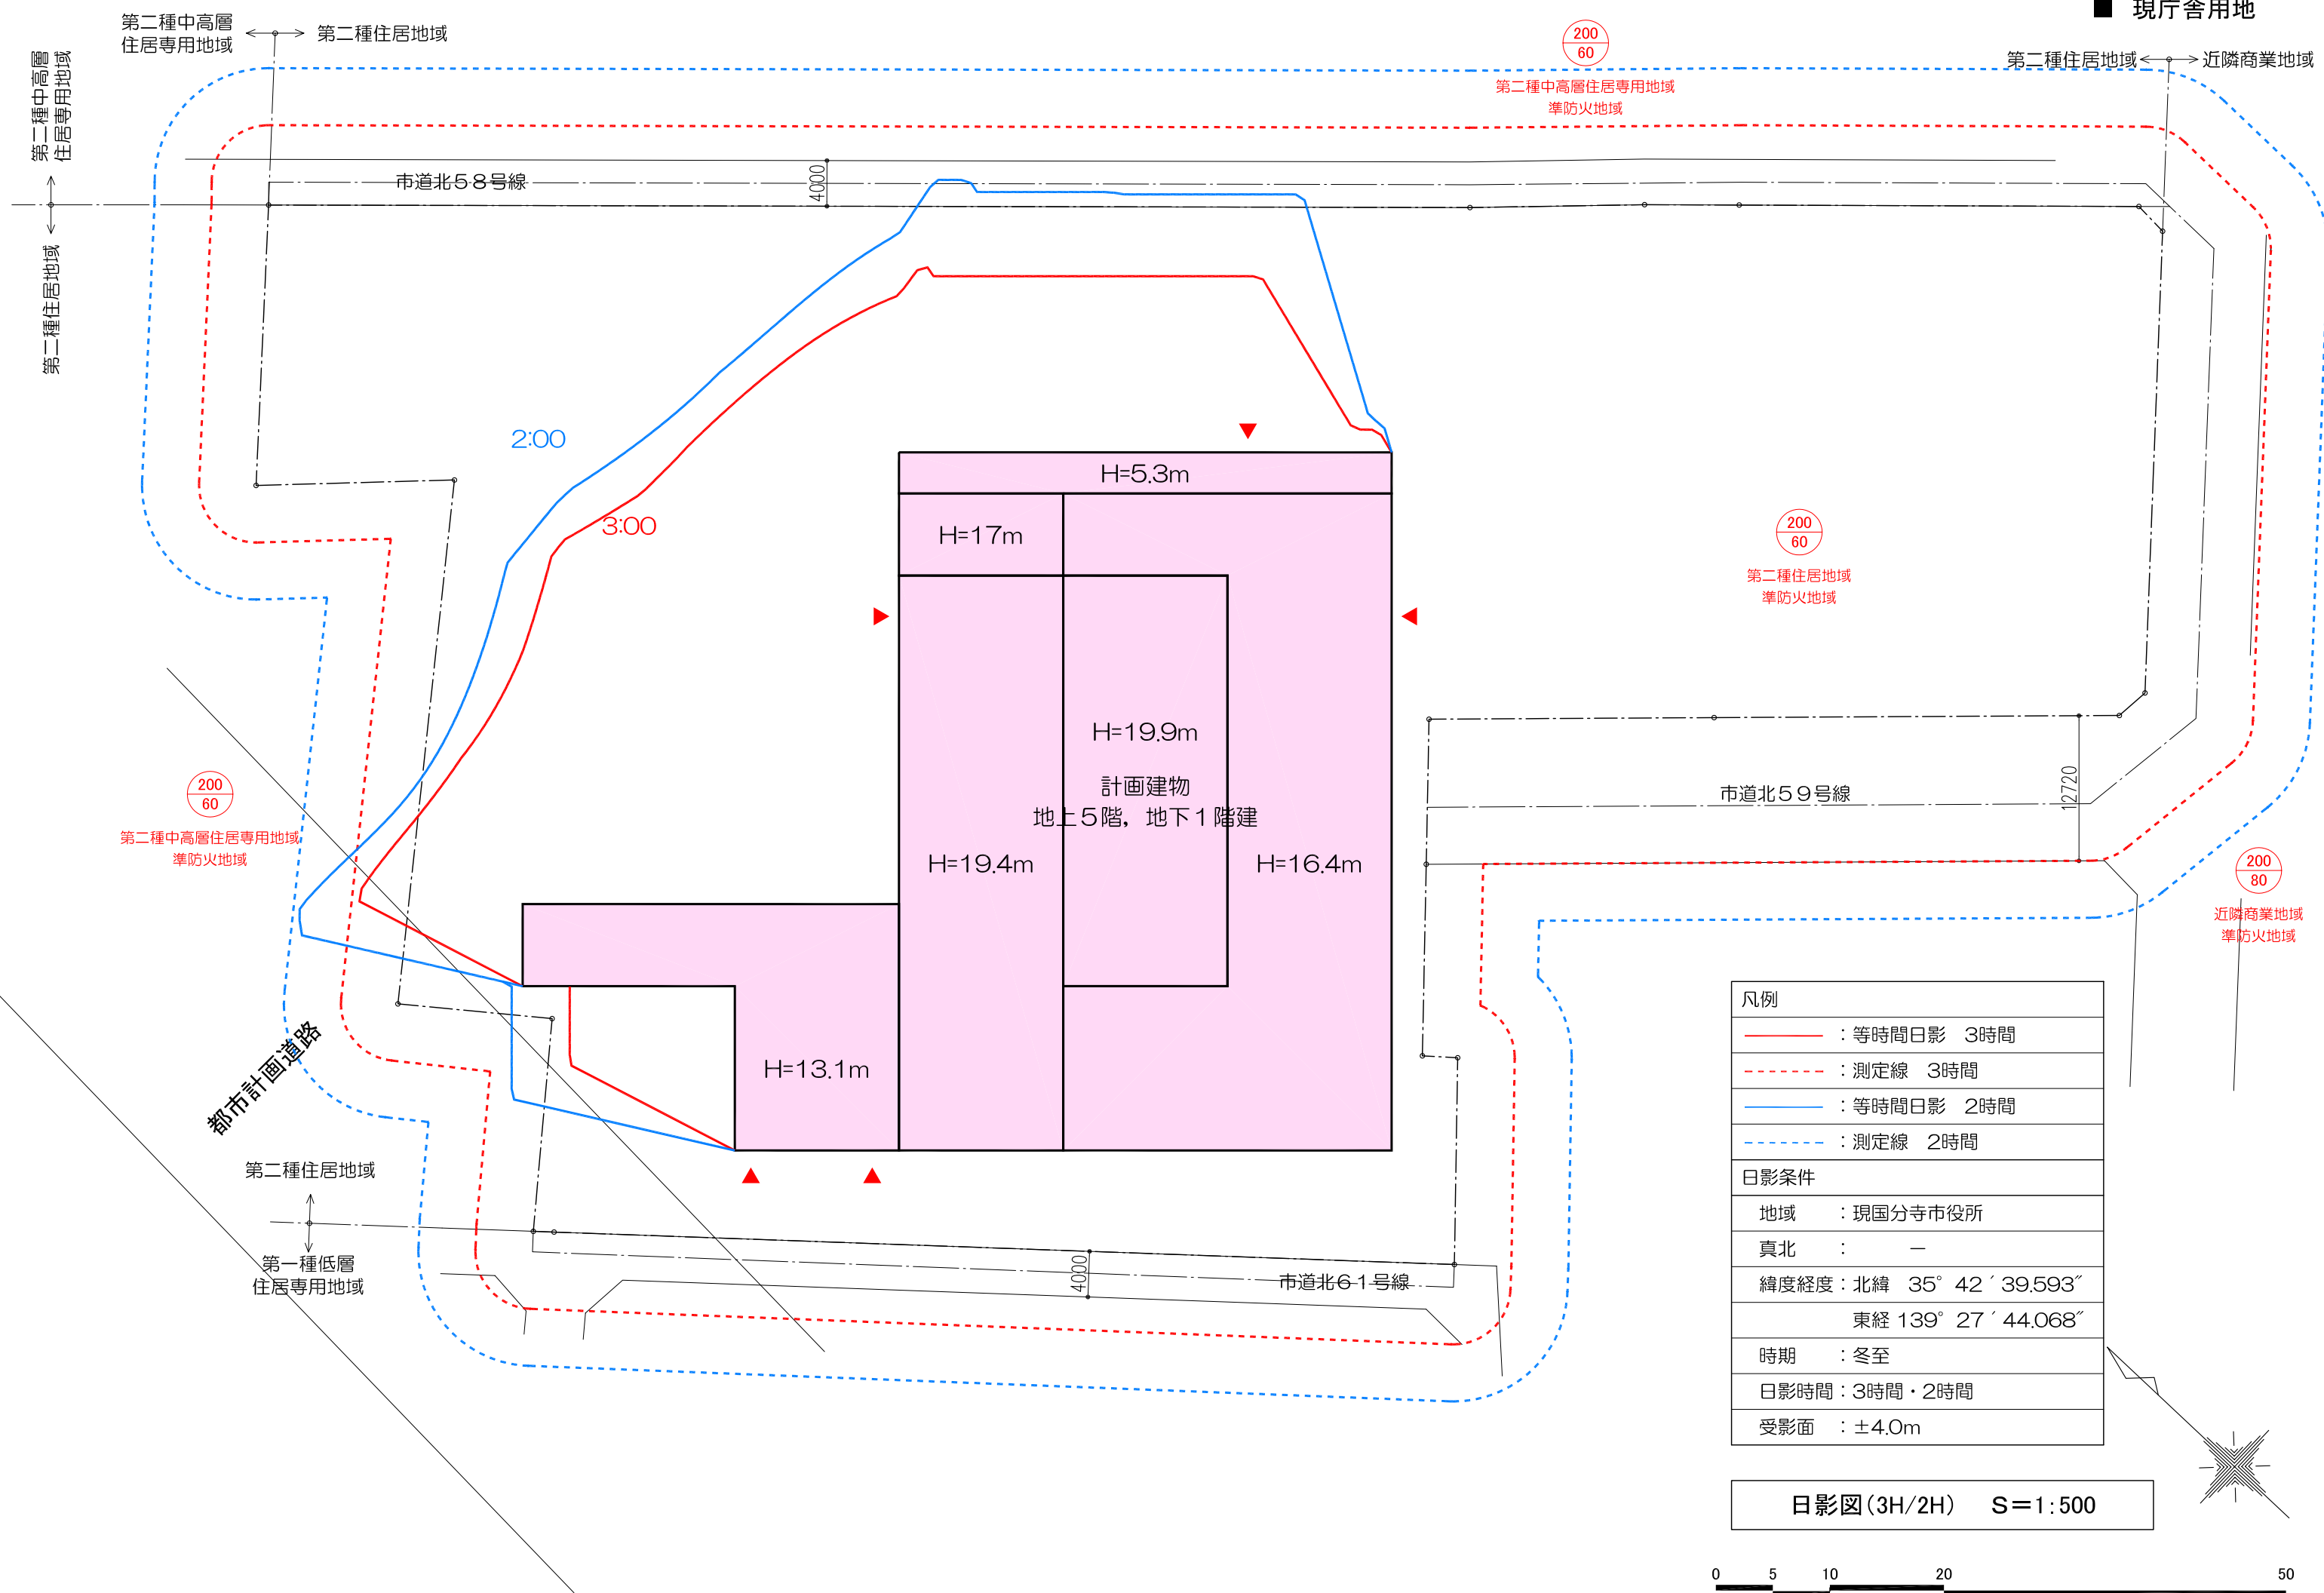 ■ 現庁舎用地
第二種中高層
住居専用地域
第二種住居地域
第二種中高層
住居専用地域
第二種住居地域
200
60
第二種中高層住居専用地域
準防火地域
第二種住居地域
近隣商業地域
市道北58号線
4000
2:00
3:00
H=5.3m
H=17m
200
60
第二種住居地域
準防火地域
H=19.9m
計画建物
地上5階，地下1階建
H=19.4m
H=16.4m
H=13.1m
市道北59号線
12720
200
60
第二種中高層住居専用地域
準防火地域
200
80
近隣商業地域
準防火地域
都市計画道路
第二種住居地域
第一種低層
住居専用地域
4000
市道北61号線
凡例
：等時間日影　3時間
：測定線　3時間
：等時間日影　2時間
：測定線　2時間
日影条件
地域　：現国分寺市役所
真北　：　　－
緯度経度：北緯　35°42´39.593″
東経 139°27´44.068″
時期　：冬至
日影時間：3時間・2時間
受影面　：±4.0m
日影図(3H/2H)　S＝1:500
0 5 10 20 50